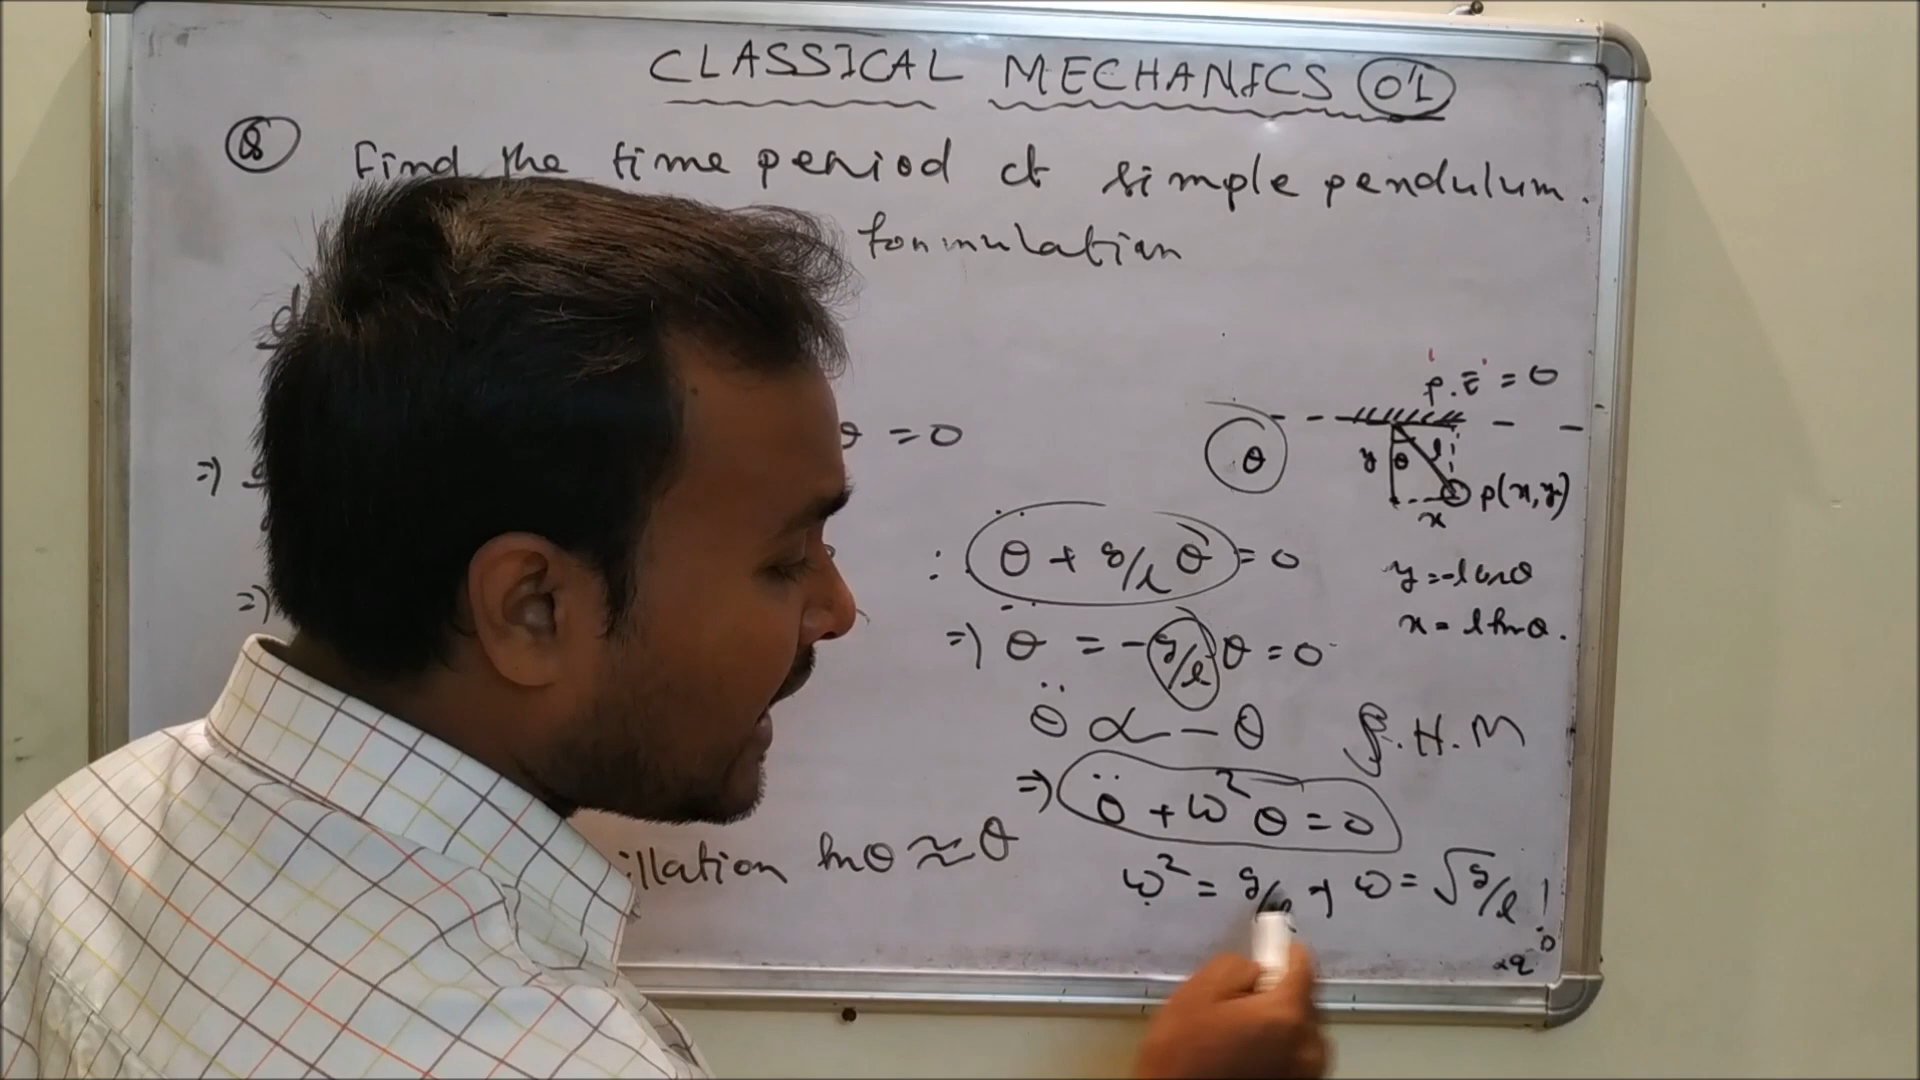 CLASSICAL MECHANICS 01
Q Find the time period of simple pendulum.
formulation
P.E = 0
θ = 0
θ
y θ l
P(x,y)
x
⇒)
∴ θ̈ + g/l θ = 0
y = -l cosθ
x = l sinθ.
⇒) θ̈ = -g/l θ = 0
θ̈ ∝ - θ S.H.M
⇒) θ̈ + ω² θ = 0
illation sinθ ≈ θ
ω² = g/l → ω = √g/l